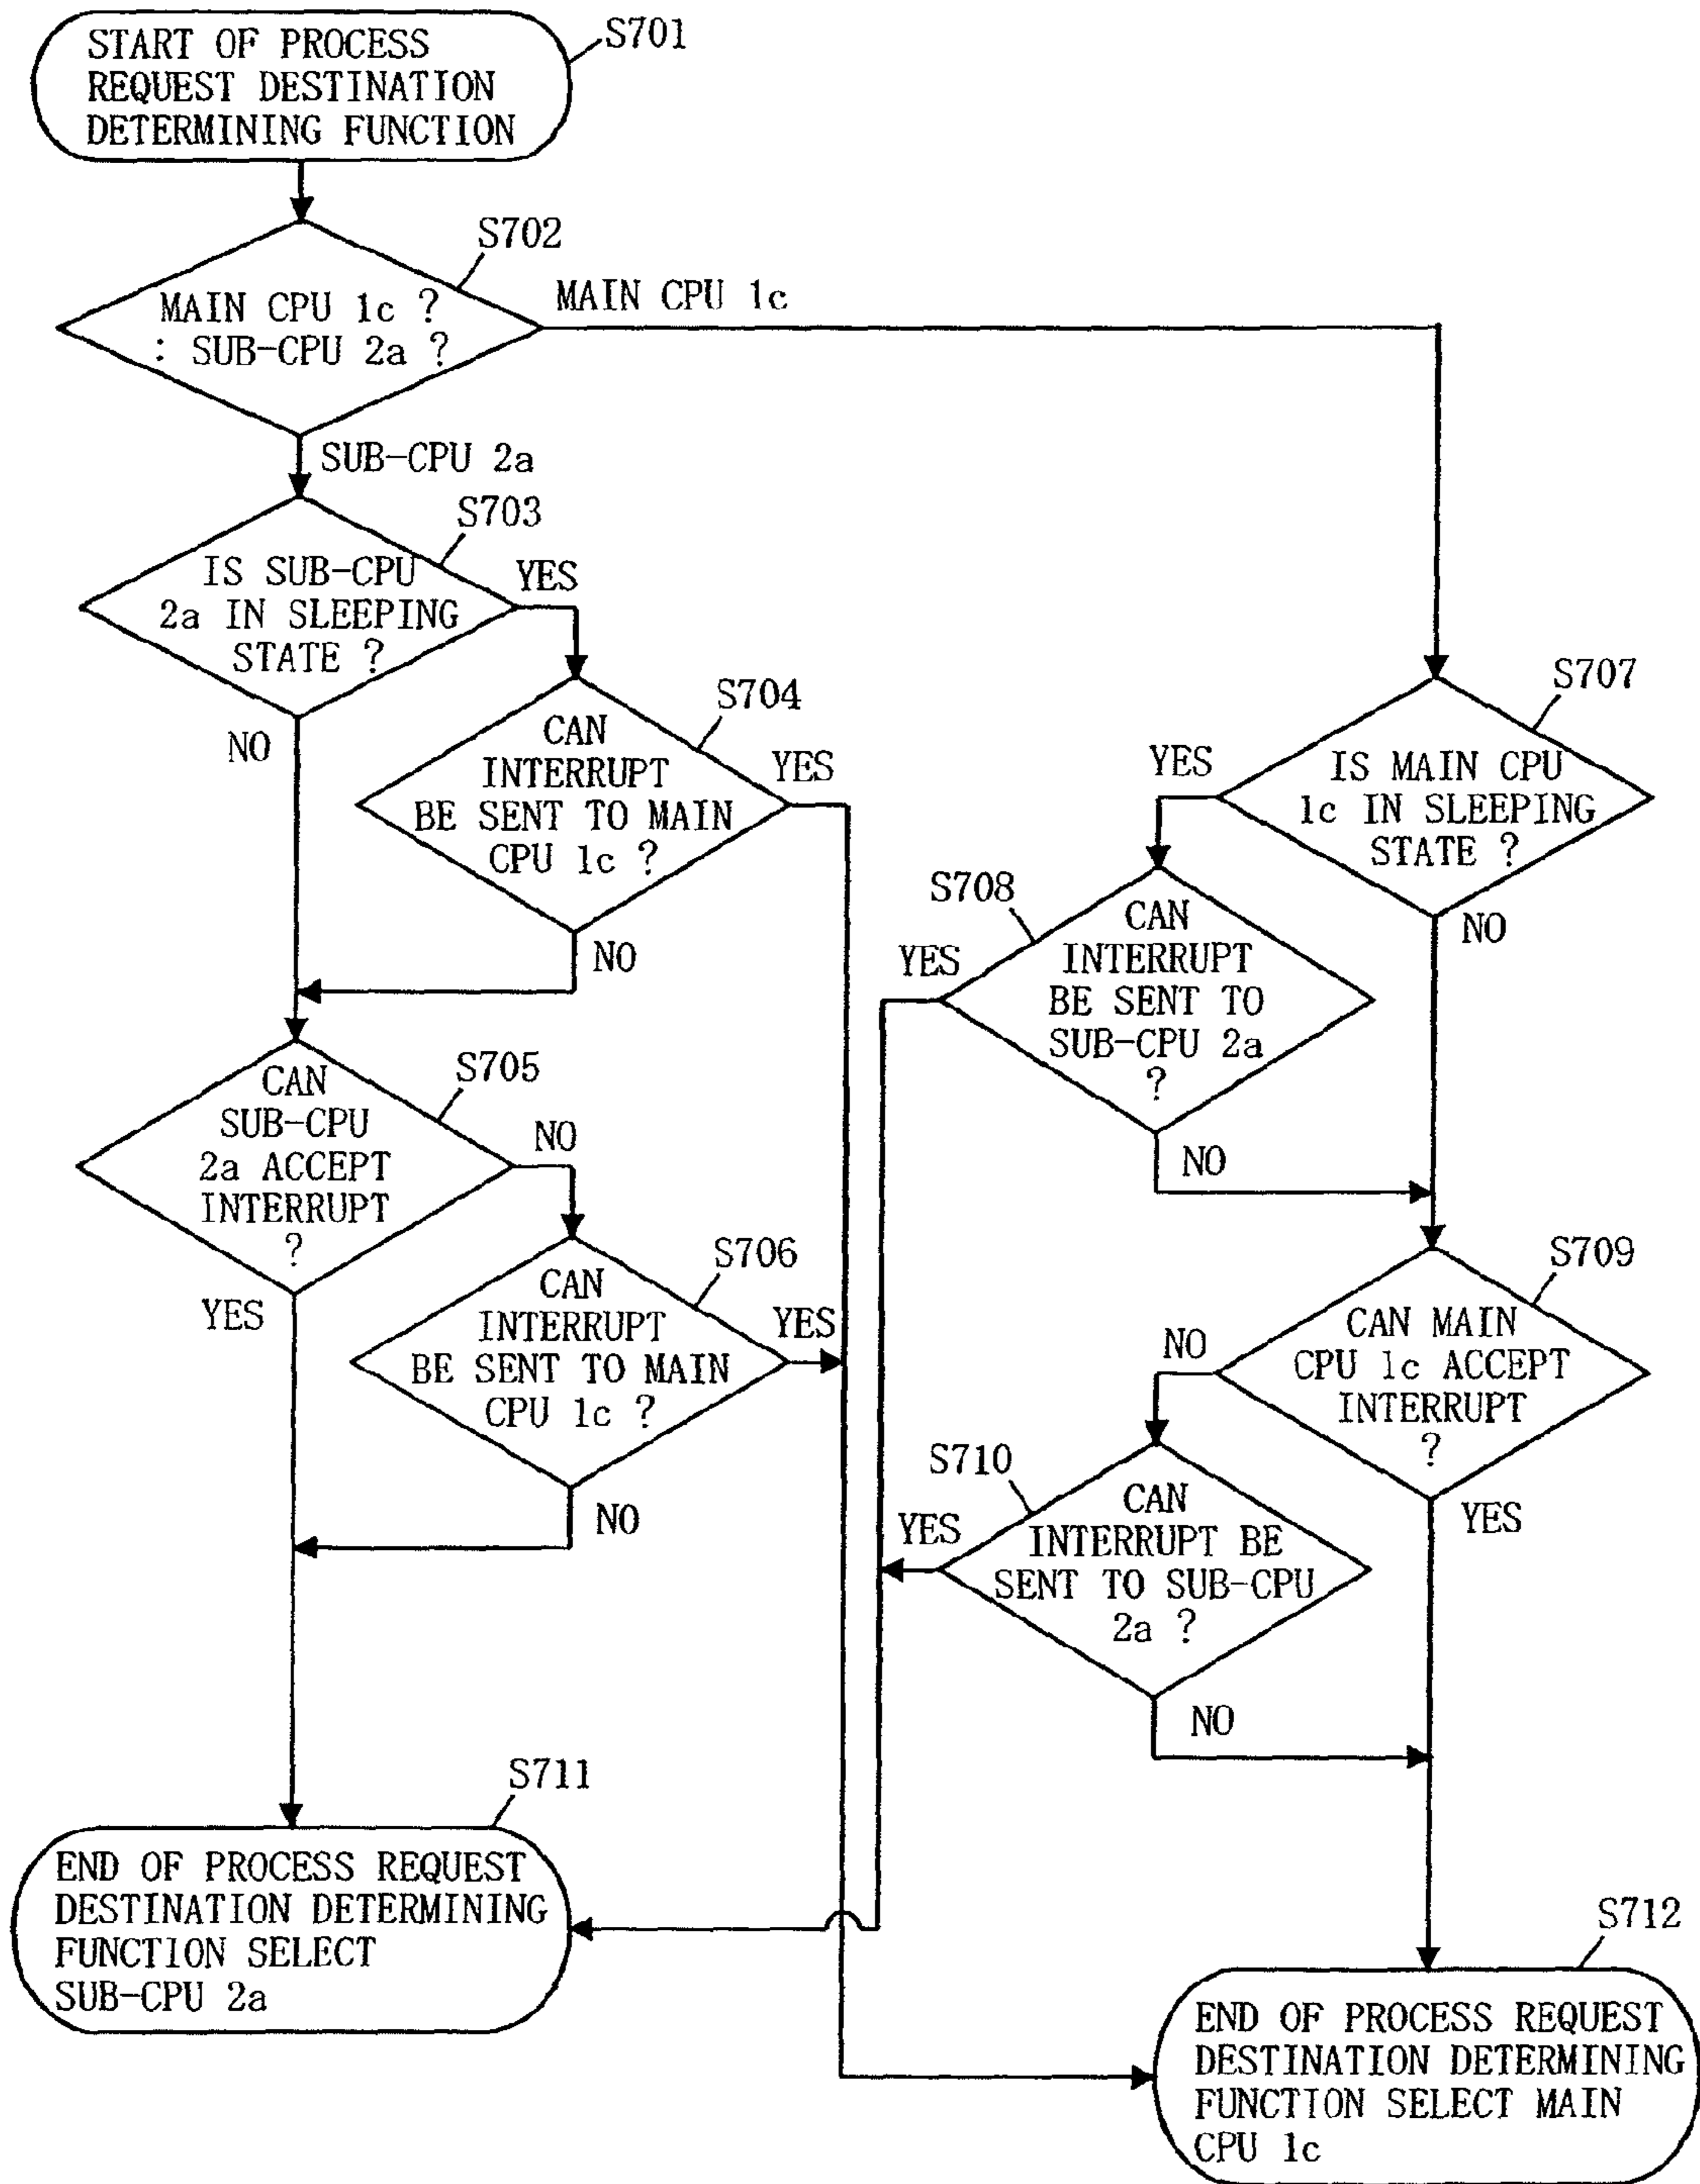 START OF PROCESS
REQUEST DESTINATION
DETERMINING FUNCTION
S701
S702
MAIN CPU 1c ?
: SUB-CPU 2a ?
MAIN CPU 1c
SUB-CPU 2a
S703
IS SUB-CPU
2a IN SLEEPING
STATE ?
YES
NO
S704
CAN
INTERRUPT
BE SENT TO MAIN
CPU 1c ?
YES
NO
S705
CAN
SUB-CPU
2a ACCEPT
INTERRUPT
?
NO
YES
S706
CAN
INTERRUPT
BE SENT TO MAIN
CPU 1c ?
YES
NO
S707
IS MAIN CPU
1c IN SLEEPING
STATE ?
YES
NO
S708
CAN
INTERRUPT
BE SENT TO
SUB-CPU 2a
?
YES
NO
S709
CAN MAIN
CPU 1c ACCEPT
INTERRUPT
?
NO
YES
S710
CAN
INTERRUPT BE
SENT TO SUB-CPU
2a ?
YES
NO
S711
END OF PROCESS REQUEST
DESTINATION DETERMINING
FUNCTION SELECT
SUB-CPU 2a
S712
END OF PROCESS REQUEST
DESTINATION DETERMINING
FUNCTION SELECT MAIN
CPU 1c